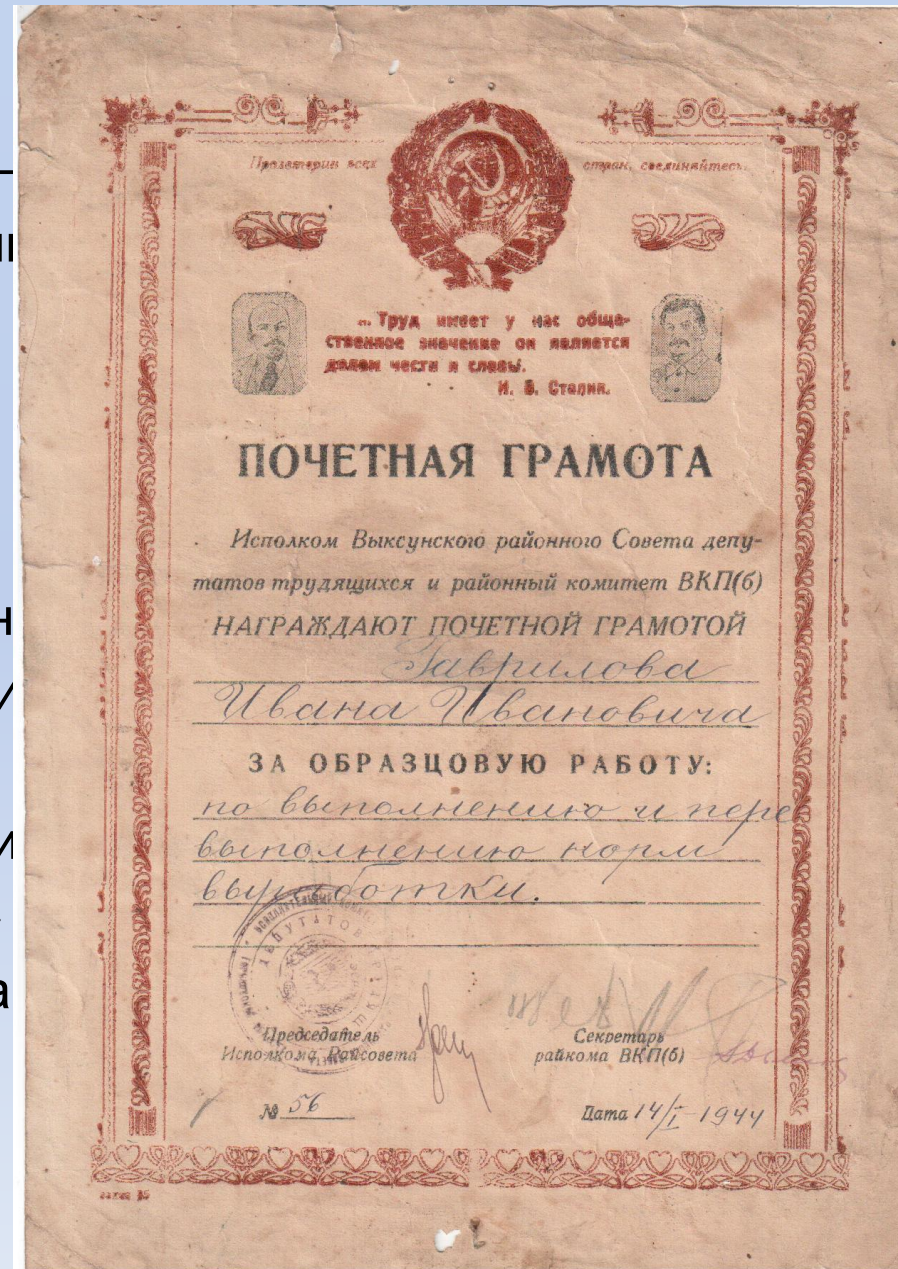 Пролетарии всех стран, соединяйтесь.
„ Труд имеет у нас обще-
ственное значение он является
делом чести и славы.
И. В. Сталин.
ПОЧЕТНАЯ ГРАМОТА
Исполком Выксунского районного Совета депу-
татов трудящихся и районный комитет ВКП(б)
НАГРАЖДАЮТ ПОЧЕТНОЙ ГРАМОТОЙ
Гаврилова
Ивана Ивановича
ЗА ОБРАЗЦОВУЮ РАБОТУ:
по выполнению и пере
выполнению норм
выработки.
ДЕПУТАТОВ
Председатель
Исполкома Райсовета
Секретарь
райкома ВКП(б)
№ 56
Дата 14/I 1944